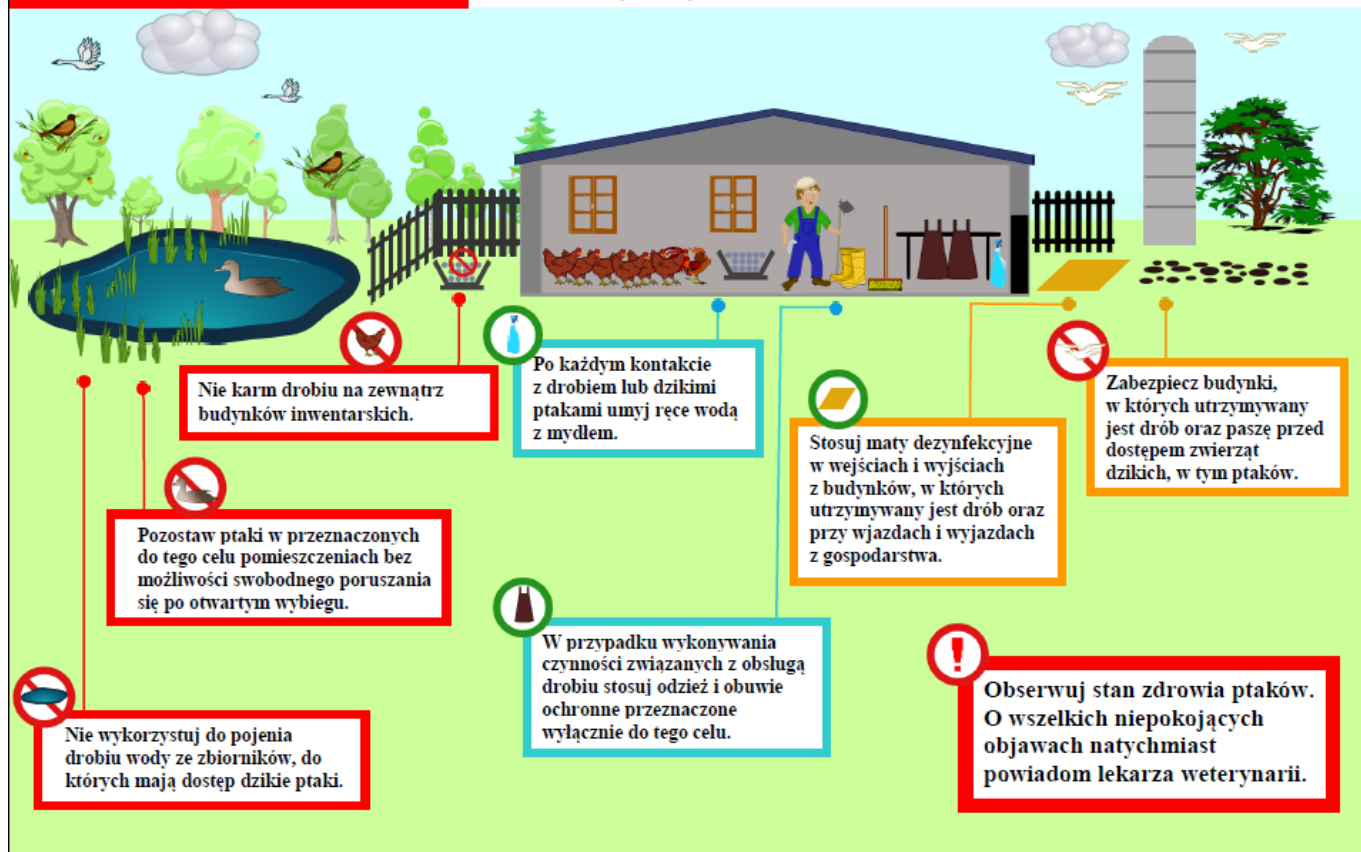 Nie karm drobiu na zewnątrz
budynków inwentarskich.
Po każdym kontakcie
z drobiem lub dzikimi
ptakami umyj ręce wodą
z mydłem.
Stosuj maty dezynfekcyjne
w wejściach i wyjściach
z budynków, w których
utrzymywany jest drób oraz
przy wjazdach i wyjazdach
z gospodarstwa.
Zabezpiecz budynki,
w których utrzymywany
jest drób oraz paszę przed
dostępem zwierząt
dzikich, w tym ptaków.
Pozostaw ptaki w przeznaczonych
do tego celu pomieszczeniach bez
możliwości swobodnego poruszania
się po otwartym wybiegu.
W przypadku wykonywania
czynności związanych z obsługą
drobiu stosuj odzież i obuwie
ochronne przeznaczone
wyłącznie do tego celu.
Nie wykorzystuj do pojenia
drobiu wody ze zbiorników, do
których mają dostęp dzikie ptaki.
Obserwuj stan zdrowia ptaków.
O wszelkich niepokojących
objawach natychmiast
powiadom lekarza weterynarii.